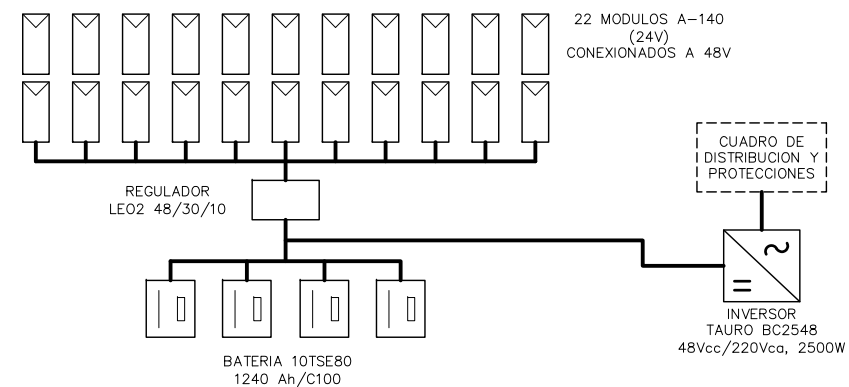 22 MODULOS A-140
(24V)
CONEXIONADOS A 48V
CUADRO DE
DISTRIBUCION Y
PROTECCIONES
REGULADOR
LEO2 48/30/10
INVERSOR
TAURO BC2548
48Vcc/220Vca, 2500W
BATERIA 10TSE80
1240 Ah/C100